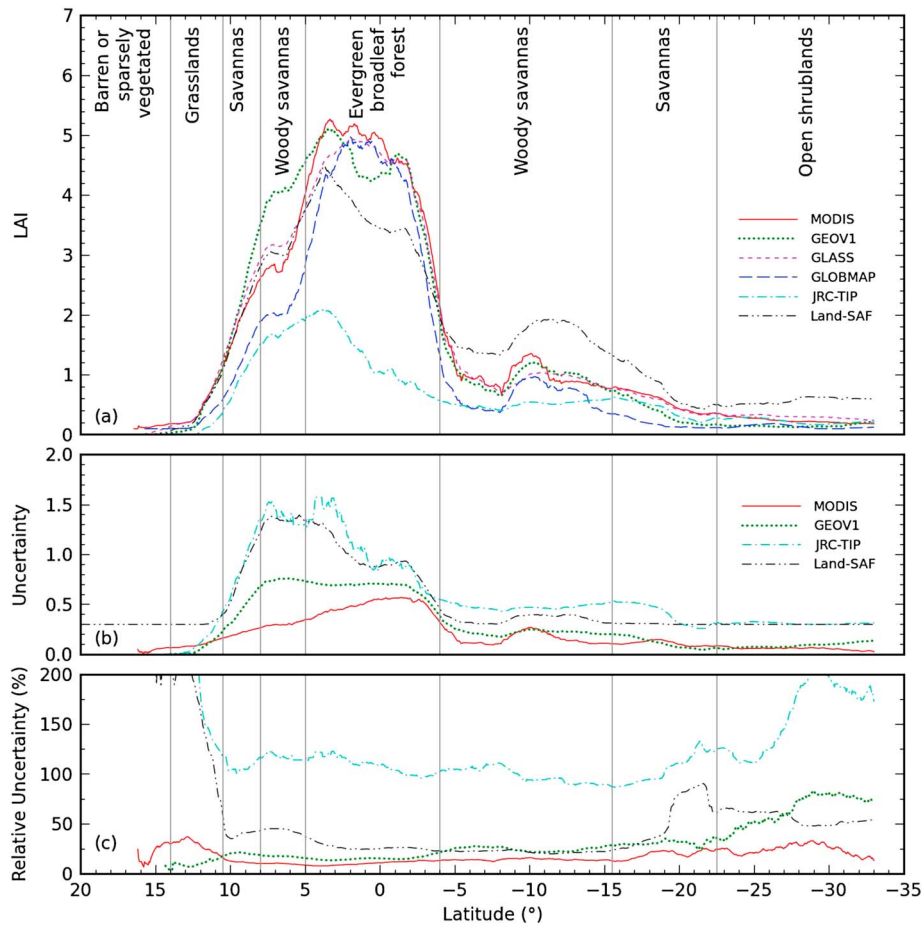 7
6
5
4
3
2
1
0
LAI
Barren or
sparsely
vegetated
Grasslands
Savannas
Woody savannas
Evergreen
broadleaf
forest
Woody savannas
Savannas
Open shrublands
MODIS
GEOV1
GLASS
GLOBMAP
JRC-TIP
Land-SAF
(a)
2.0
1.5
1.0
0.5
0.0
Uncertainty
MODIS
GEOV1
JRC-TIP
Land-SAF
(b)
200
150
100
50
0
Relative Uncertainty (%)
(c)
20 15 10 5 0 −5 −10 −15 −20 −25 −30 −35
Latitude (°)